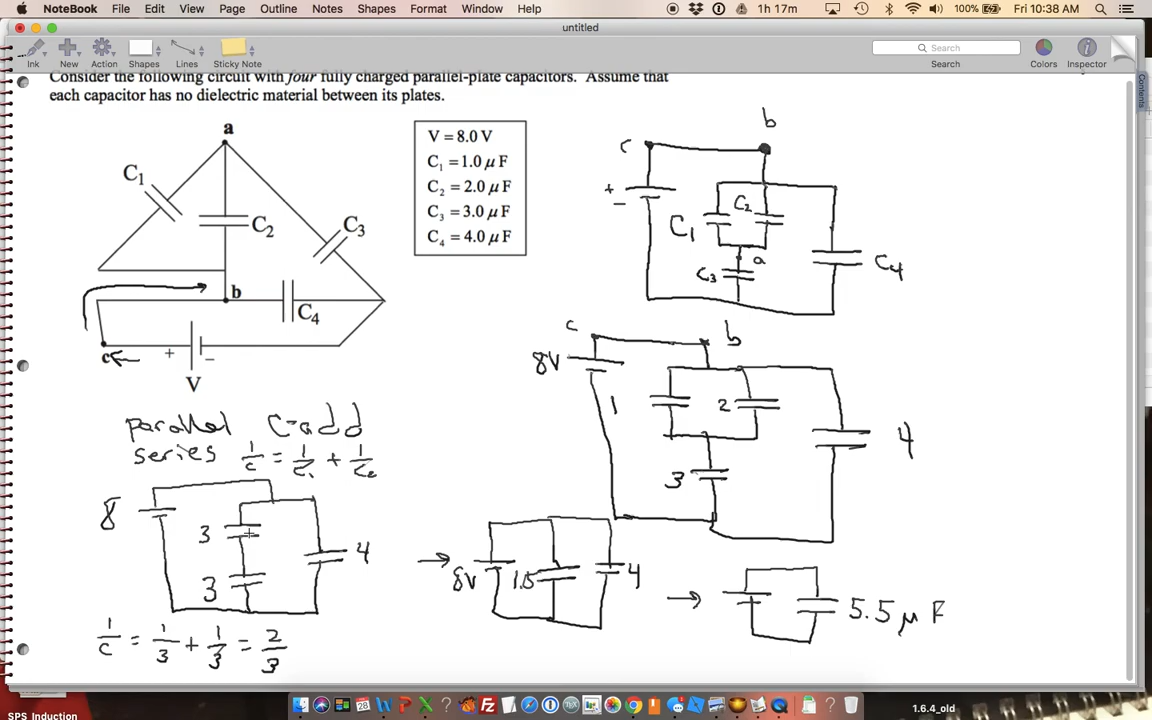 NoteBook File Edit View Page Outline Notes Shapes Format Window Help 1h 17m 100% Fri 10:38 AM
untitled
Ink New Action Shapes Lines Sticky Note Search Colors Inspector
Search
Contents
Consider the following circuit with four fully charged parallel-plate capacitors. Assume that
each capacitor has no dielectric material between its plates.
a
C1
C2
C3
b
C4
c
+ −
V
V = 8.0 V
C1 = 1.0 μ F
C2 = 2.0 μ F
C3 = 3.0 μ F
C4 = 4.0 μ F
b
c
+
−
C1
C2
a
C3
C4
c
b
8V
1
2
3
4
parallel C-add
series 1/C = 1/C1 + 1/C2
8
3
3
4
1/C = 1/3 + 1/3 = 2/3
→ 8V 1.5 4
→ 5.5 μ F
SPS Induction
1.6.4_old